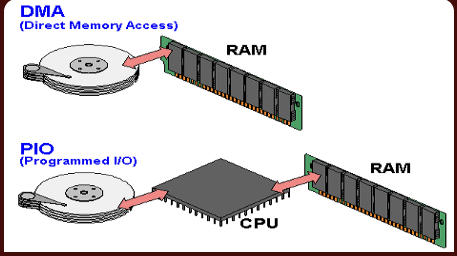 DMA
(Direct Memory Access)
RAM
PIO
(Programmed I/O)
RAM
CPU